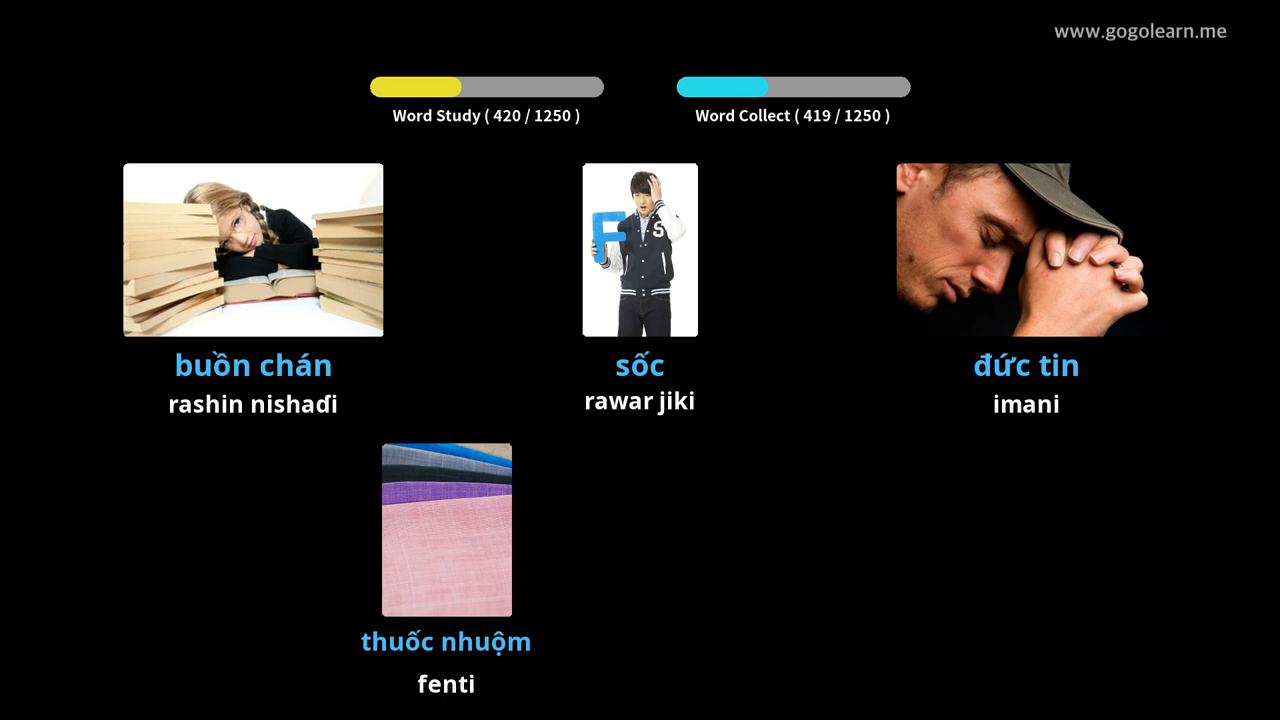 www.gogolearn.me
Word Study ( 420 / 1250 )
Word Collect ( 419 / 1250 )
F
S
buồn chán
sốc
đức tin
rashin nishaɗi
rawar jiki
imani
thuốc nhuộm
fenti